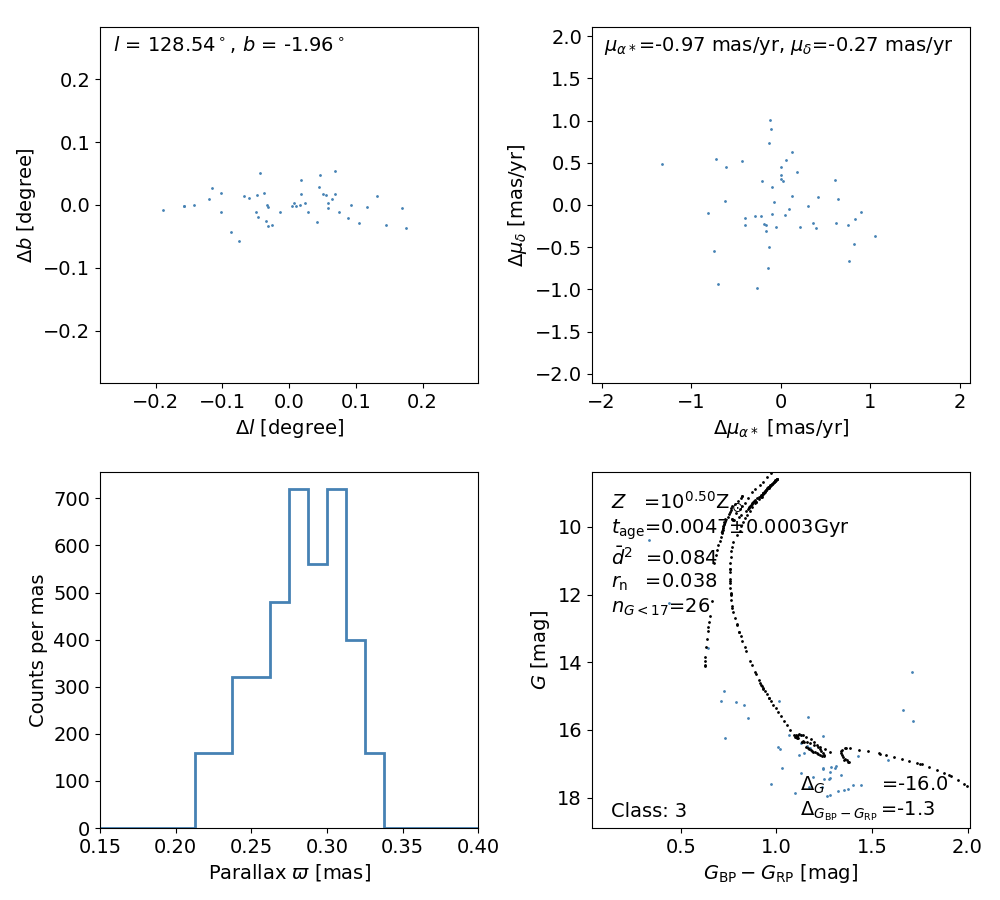 l = 128.54°, b = -1.96°
0.2
0.1
0.0
−0.1
−0.2
Δb [degree]
−0.2 −0.1 0.0 0.1 0.2
Δl [degree]
μα*=-0.97 mas/yr, μδ=-0.27 mas/yr
2.0
1.5
1.0
0.5
0.0
−0.5
−1.0
−1.5
−2.0
Δμδ [mas/yr]
−2 −1 0 1 2
Δμα* [mas/yr]
700
600
500
400
300
200
100
0
Counts per mas
0.15 0.20 0.25 0.30 0.35 0.40
Parallax ϖ [mas]
Z =10^0.50Z
t_age=0.0047±0.0003Gyr
d̄² =0.084
r_n =0.038
n_G<17=26
10
12
14
16
18
G [mag]
Δ_G =-16.0
Δ_GBP−GRP=-1.3
Class: 3
0.5 1.0 1.5 2.0
G_BP − G_RP [mag]